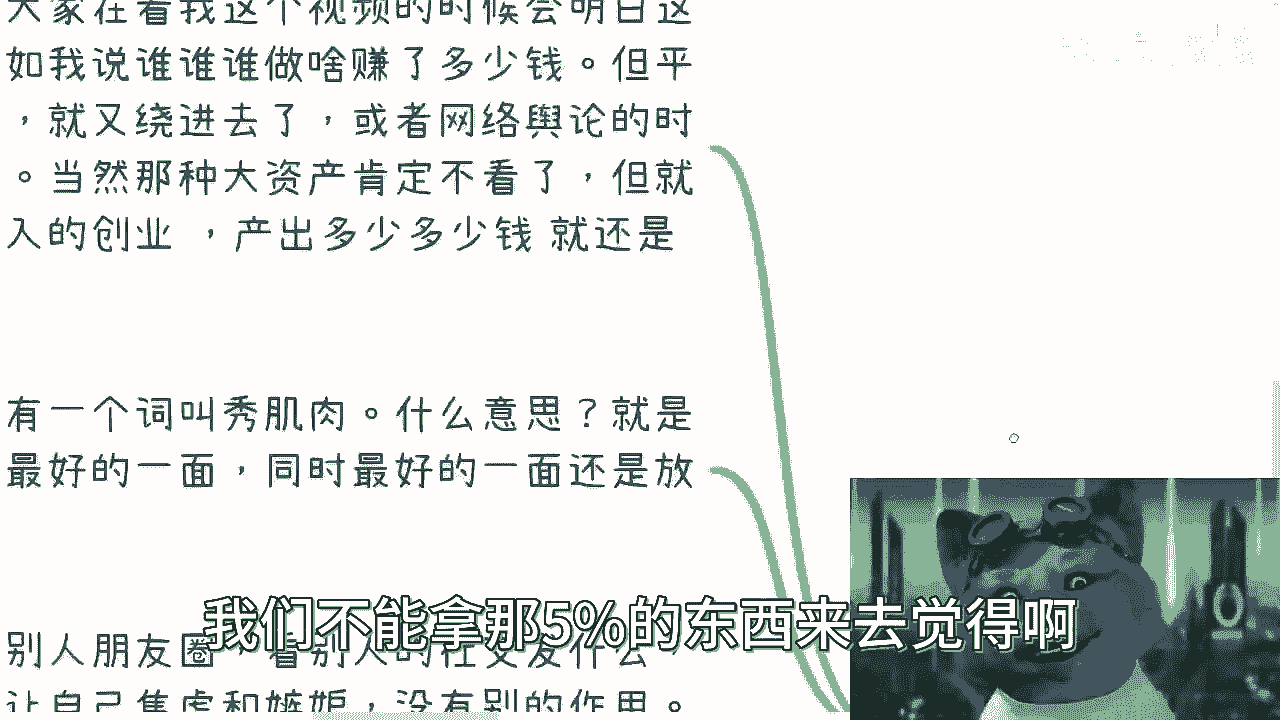 大家在看我这个视频的时候会明白这
如我说谁谁谁做啥赚了多少钱。但平
，就又绕进去了，或者网络舆论的时
。当然那种大资产肯定不看了，但就
入的创业 ，产出多少多少钱 就还是
有一个词叫秀肌肉。什么意思？就是
最好的一面，同时最好的一面还是放
别人朋友圈 看别人的社交发什么
让自己焦虑和嫉妒，没有别的作用。
我们不能拿那5%的东西来去觉得啊